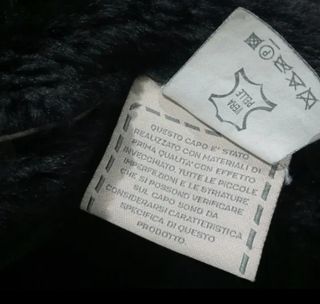 VERA
PELLE
P
QUESTO CAPO E' STATO
REALIZZATO CON MATERIALI DI
PRIMA QUALITA' CON EFFETTO
INVECCHIATO. TUTTE LE PICCOLE
IMPERFEZIONI E LE STRIATURE
CHE SI POSSONO VERIFICARE
SUL CAPO SONO DA
CONSIDERARSI CARATTERISTICA
SPECIFICA DI QUESTO
PRODOTTO.